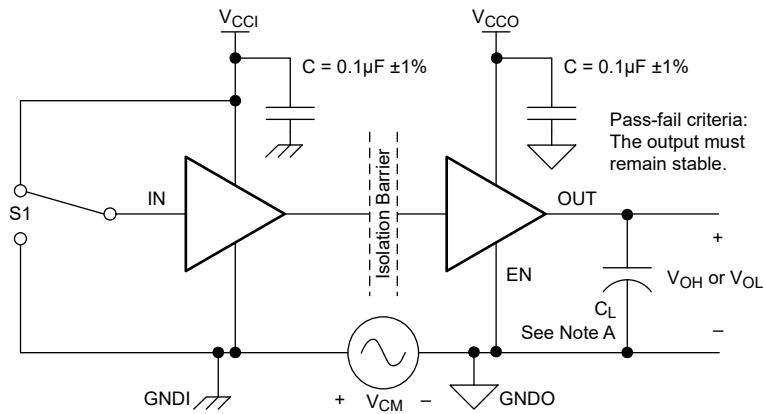 VCCI
VCCO
C = 0.1µF ±1%
C = 0.1µF ±1%
Pass-fail criteria:
The output must
remain stable.
Isolation Barrier
IN
OUT
S1
+
EN
VOH or VOL
CL
See Note A
–
GNDI
+ VCM –
GNDO